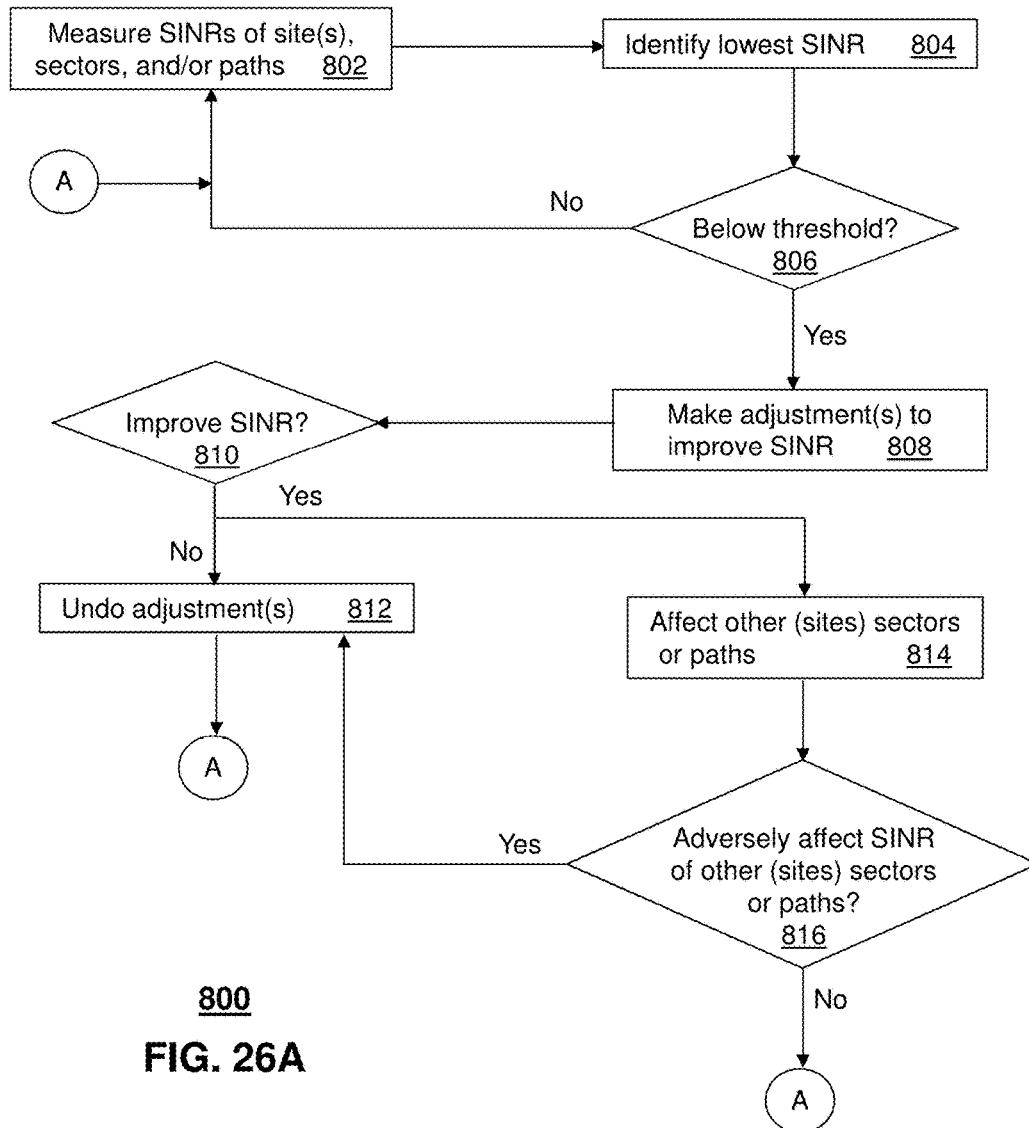 Measure SINRs of site(s),
sectors, and/or paths 802
Identify lowest SINR 804
A
No
Below threshold?
806
Yes
Improve SINR?
810
Make adjustment(s) to
improve SINR 808
Yes
No
Undo adjustment(s) 812
Affect other (sites) sectors
or paths 814
A
Yes
Adversely affect SINR
of other (sites) sectors
or paths?
816
800
No
FIG. 26A
A